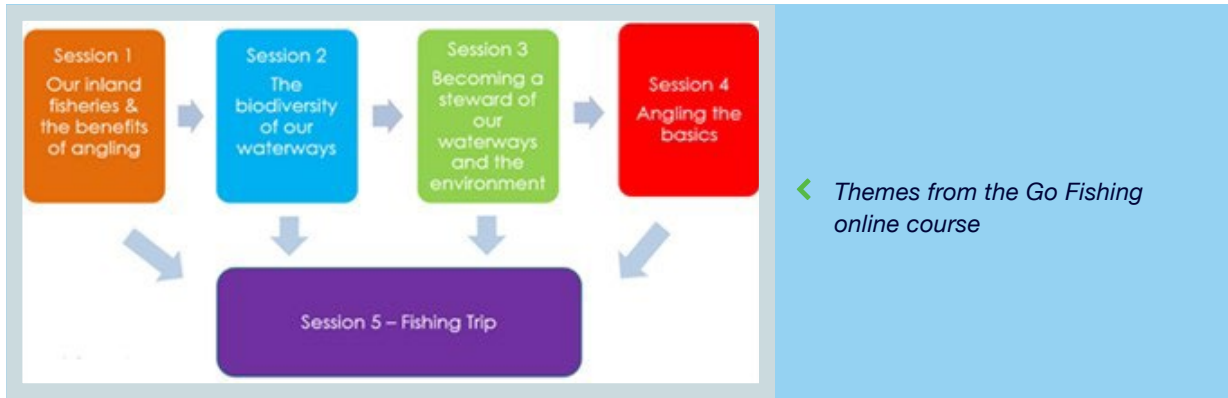 Session 1
Our inland
fisheries &
the benefits
of angling
Session 2
The
biodiversity
of our
waterways
Session 3
Becoming a
steward of
our
waterways
and the
environment
Session 4
Angling the
basics
Session 5 – Fishing Trip
Themes from the Go Fishing
online course